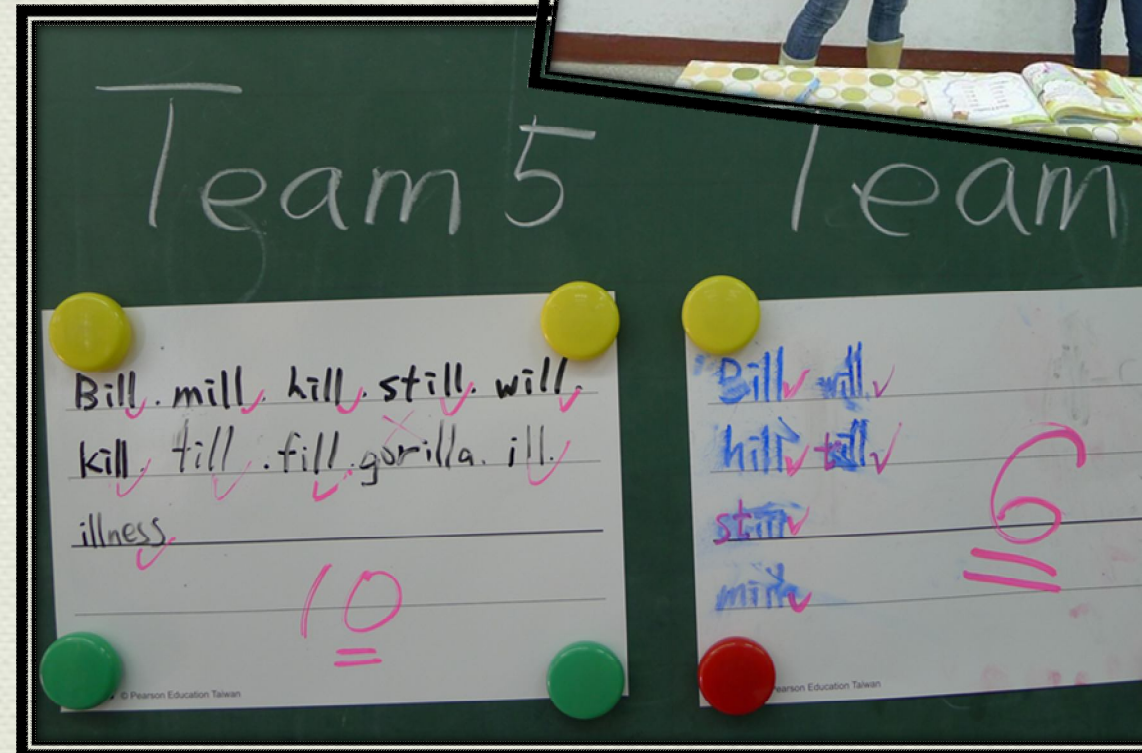 Team 5
Bill. mill. hill. still. will.
kill. till. fill. gorilla. ill.
illness
10
© Pearson Education Taiwan
Team
Bill will
hill till
still
mill
6
Pearson Education Taiwan